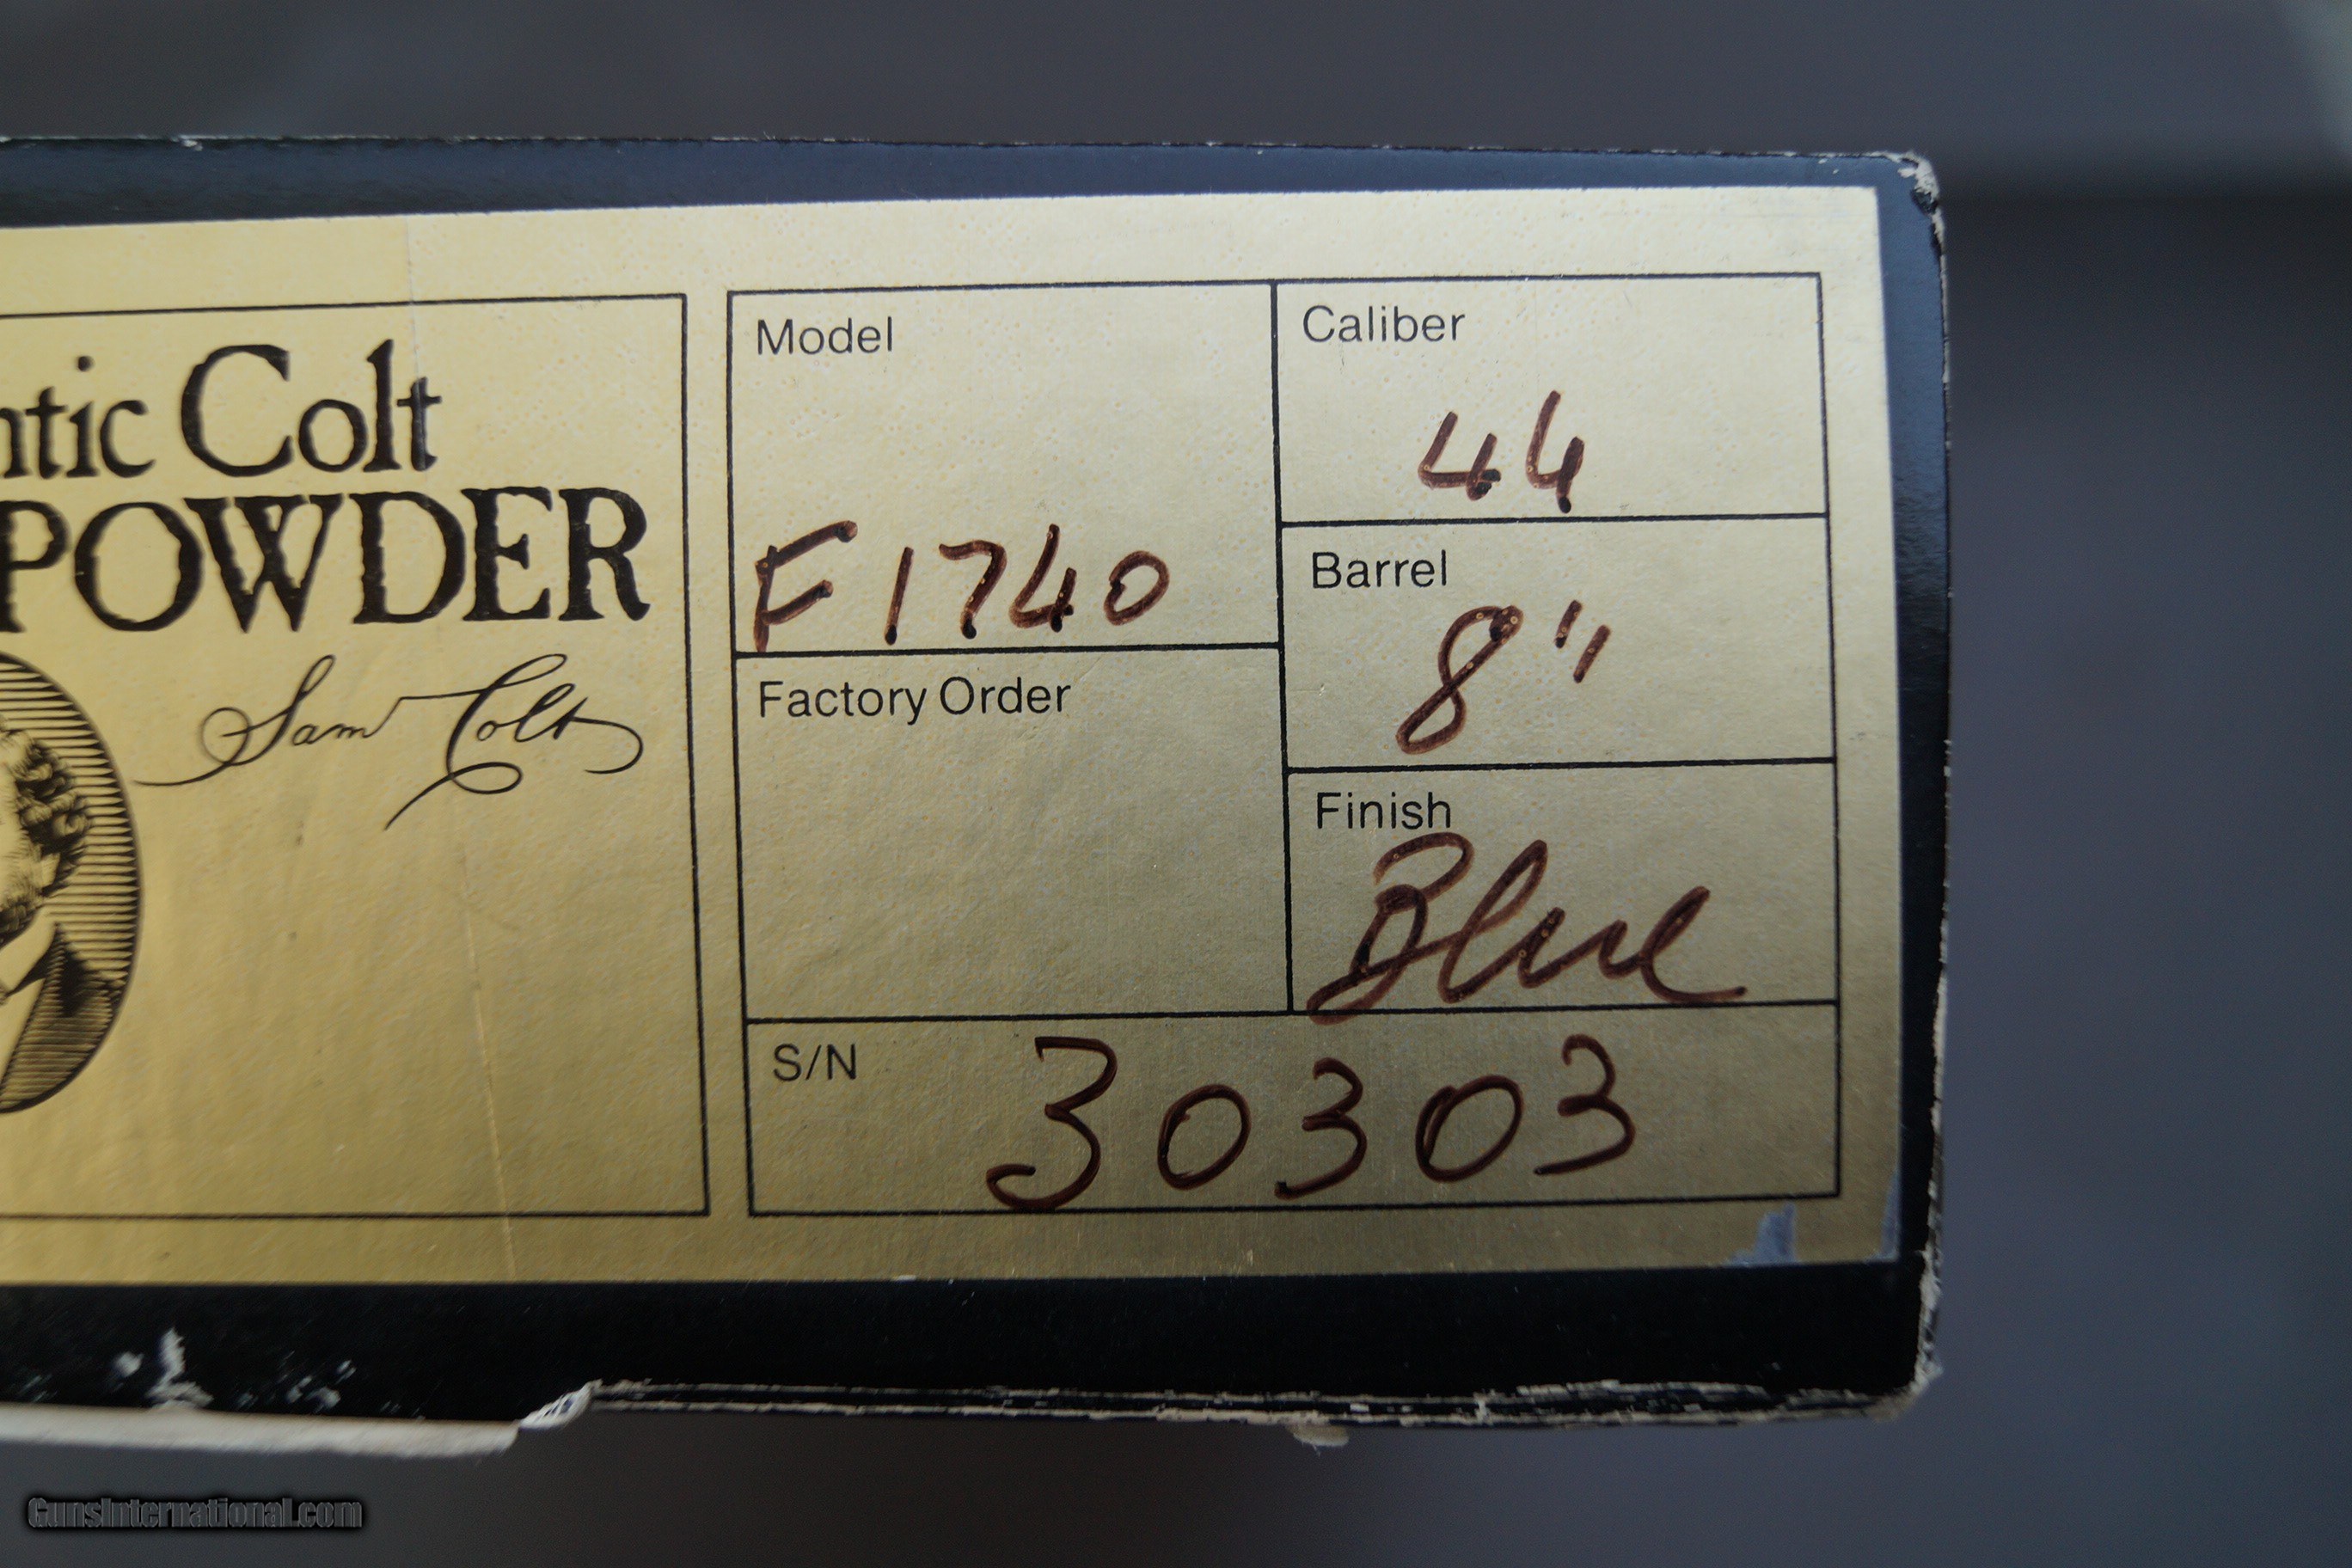 ntic Colt
POWDER
Sam Colt
Model
F1740
Factory Order
Caliber
44
Barrel
8"
Finish
Blue
S/N
30303
GunsInternational.com